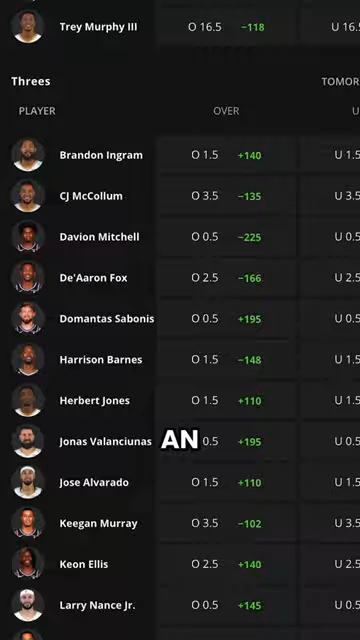 Trey Murphy III O 16.5 −118 U 16.5
Threes TOMOR
PLAYER OVER U
Brandon Ingram O 1.5 +140 U 1.5
CJ McCollum O 3.5 −135 U 3.5
Davion Mitchell O 0.5 −225 U 0.5
De'Aaron Fox O 2.5 −166 U 2.5
Domantas Sabonis O 0.5 +195 U 0.5
Harrison Barnes O 1.5 −148 U 1.5
Herbert Jones O 1.5 +110 U 1.5
Jonas Valanciunas AN 0.5 +195 U 0.5
Jose Alvarado O 1.5 +110 U 1.5
Keegan Murray O 3.5 −102 U 3.5
Keon Ellis O 2.5 +140 U 2.5
Larry Nance Jr. O 0.5 +145 U 0.5